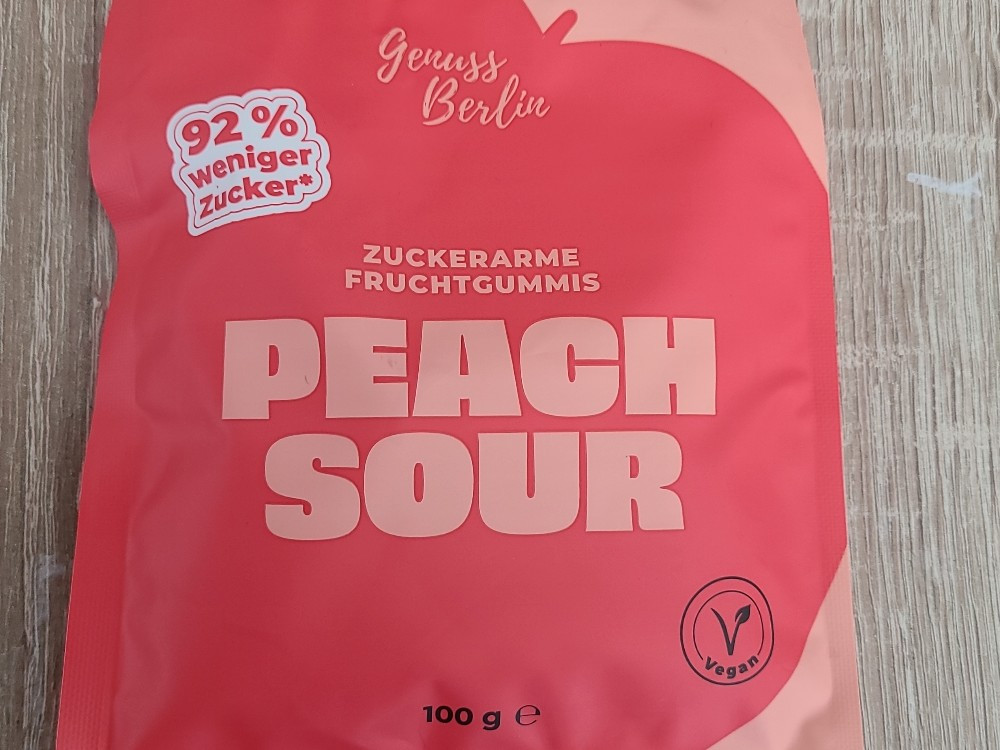 Genuss
Berlin
92 %
weniger
Zucker*
ZUCKERARME
FRUCHTGUMMIS
PEACH
SOUR
Vegan
100 g ℮